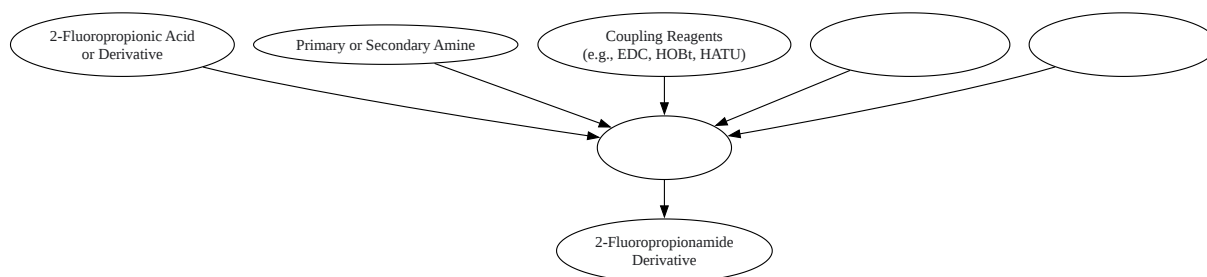 2-Fluoropropionic Acid
or Derivative
Primary or Secondary Amine
Coupling Reagents
(e.g., EDC, HOBt, HATU)
2-Fluoropropionamide
Derivative